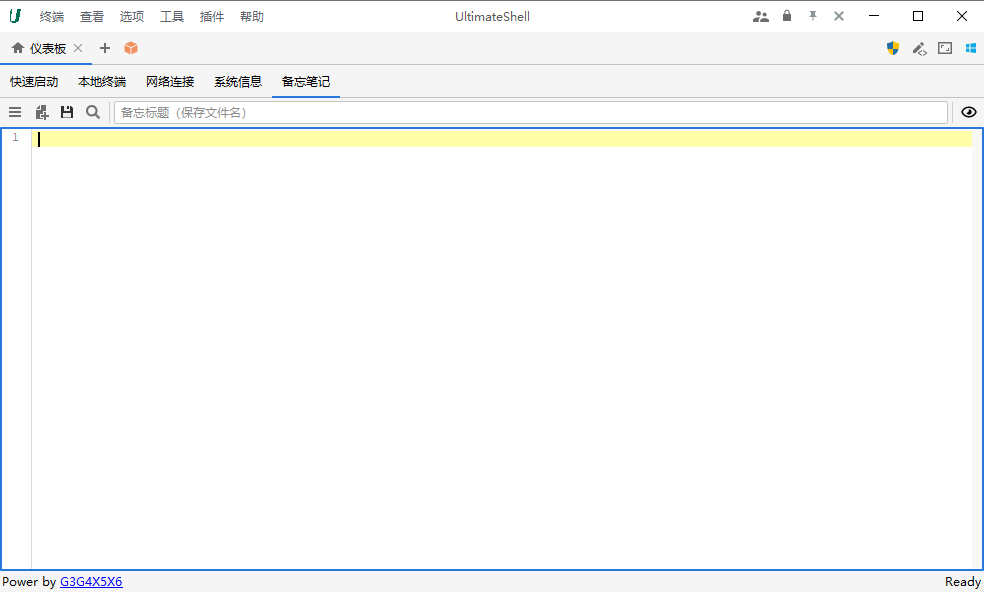 终端 查看 选项 工具 插件 帮助 UltimateShell
仪表板
快速启动 本地终端 网络连接 系统信息 备忘笔记
备忘标题（保存文件名）
1
Power by G3G4X5X6 Ready